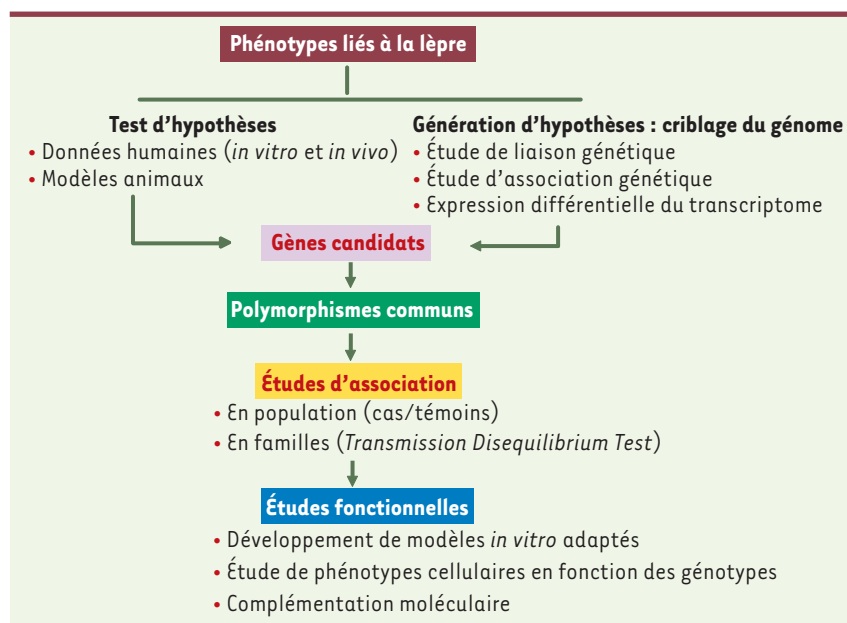 Phénotypes liés à la lèpre
Test d'hypothèses
• Données humaines (in vitro et in vivo)
• Modèles animaux
Génération d'hypothèses : criblage du génome
• Étude de liaison génétique
• Étude d'association génétique
• Expression différentielle du transcriptome
Gènes candidats
Polymorphismes communs
Études d'association
• En population (cas/témoins)
• En familles (Transmission Disequilibrium Test)
Études fonctionnelles
• Développement de modèles in vitro adaptés
• Étude de phénotypes cellulaires en fonction des génotypes
• Complémentation moléculaire